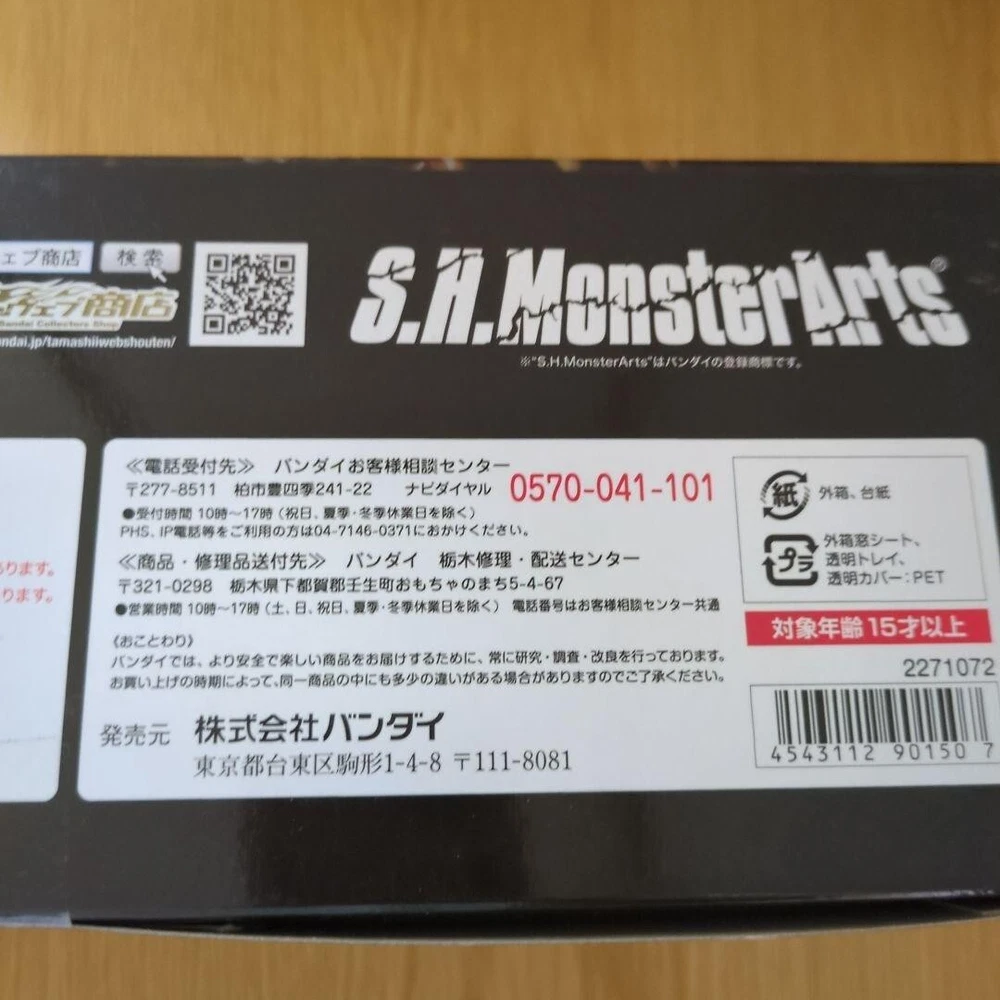 ェブ商店 検索
ウェブ商店
Bandai Collectors Shop
ndai.jp/tamashiiwebshouten/
S.H.MonsterArts®
※"S.H.MonsterArts"はバンダイの登録商標です。
あります。
ります。
≪電話受付先≫ バンダイお客様相談センター
〒277-8511 柏市豊四季241-22 ナビダイヤル 0570-041-101
●受付時間 10時〜17時(祝日、夏季・冬季休業日を除く)
PHS、IP電話等をご利用の方は04-7146-0371におかけください。
≪商品・修理品送付先≫ バンダイ 栃木修理・配送センター
〒321-0298 栃木県下都賀郡壬生町おもちゃのまち5-4-67
●営業時間 10時〜17時(土、日、祝日、夏季・冬季休業日を除く) 電話番号はお客様相談センター共通
《おことわり》
バンダイでは、より安全で楽しい商品をお届けするために、常に研究・調査・改良を行っております。
お買い上げの時期によって、同一商品の中にも多少の違いがある場合がありますのでご了承ください。
発売元 株式会社バンダイ
東京都台東区駒形1-4-8 〒111-8081
紙 外箱、台紙
プラ 外箱窓シート、
透明トレイ、
透明カバー:PET
対象年齢15才以上
2271072
4543112 90150 7